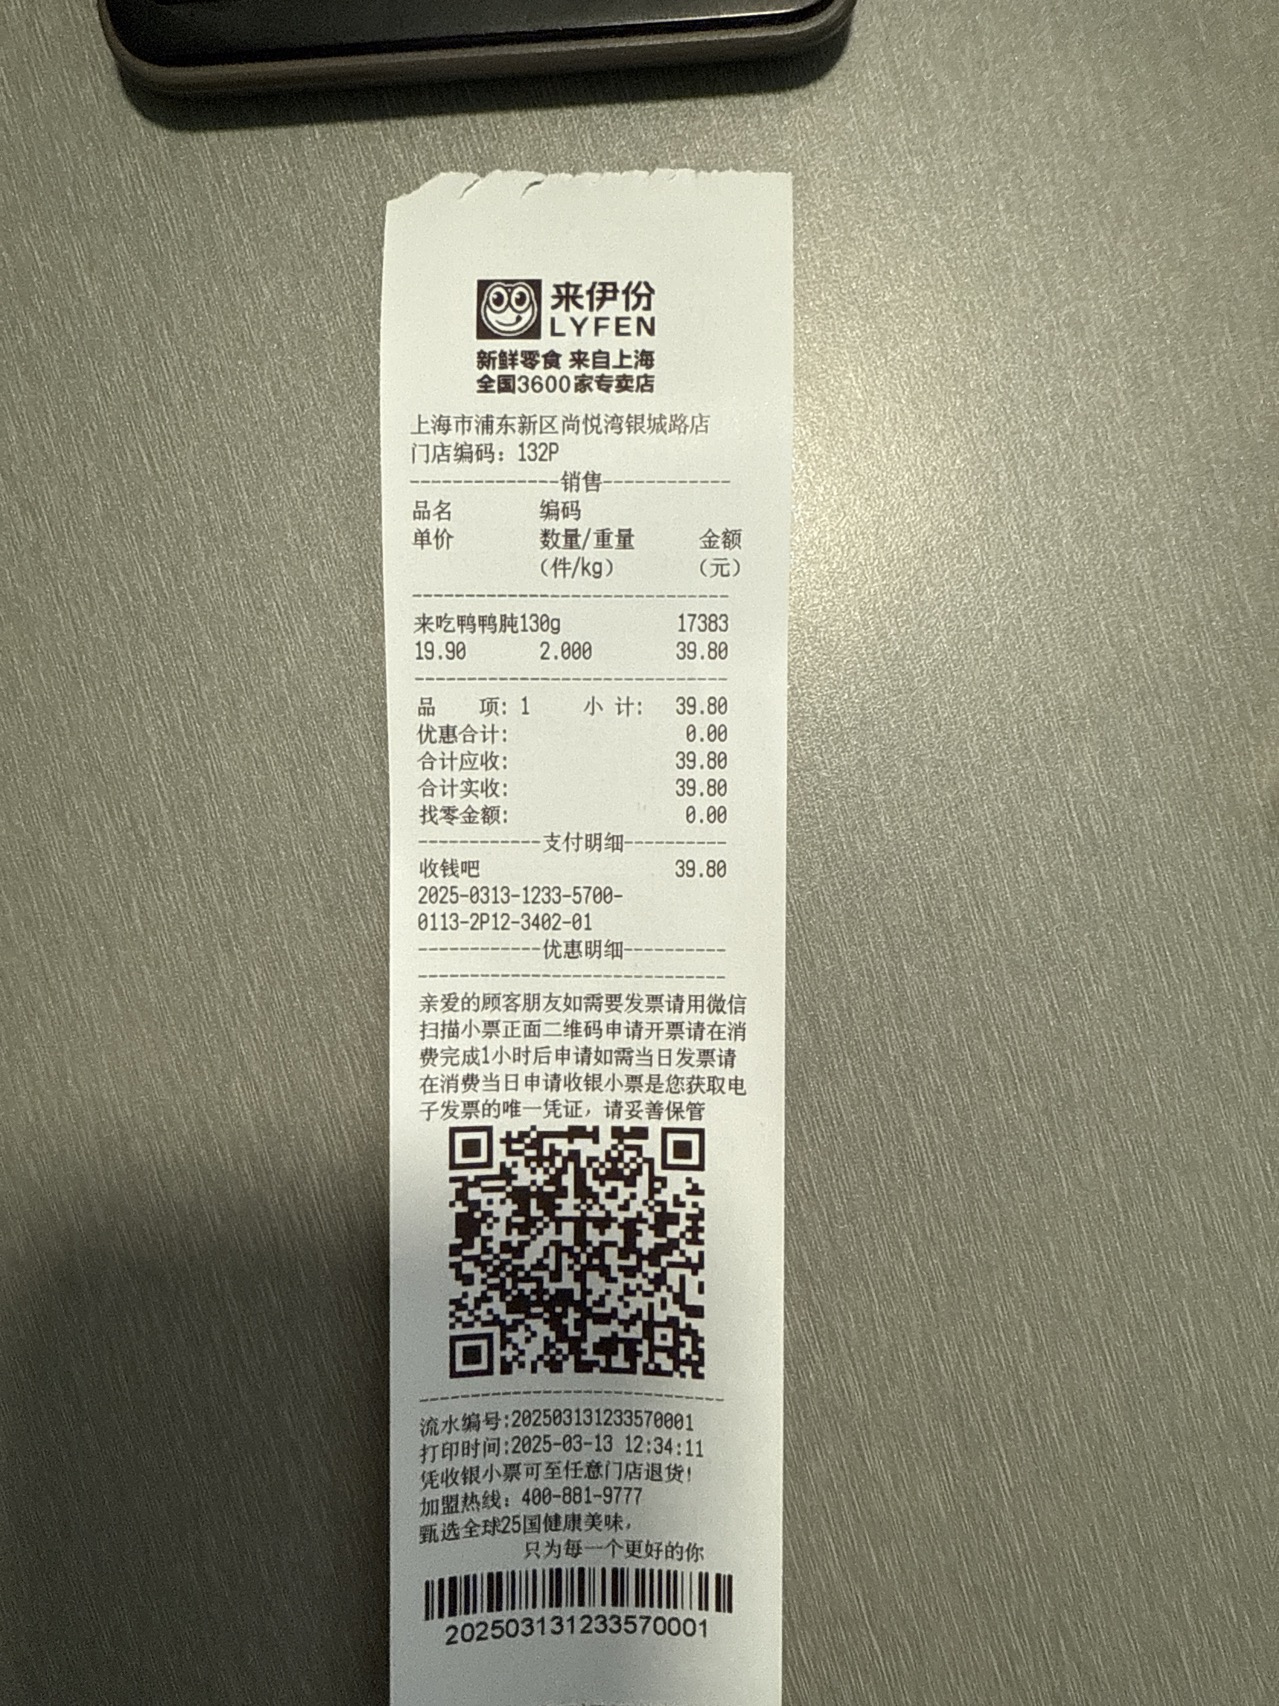 来伊份
LYFEN
新鲜零食 来自上海
全国3600家专卖店
上海市浦东新区尚悦湾银城路店
门店编码：132P
--------------销售------------
品名 编码
单价 数量/重量 金额
（件/kg） （元）
------------------------------
来吃鸭鸭肫130g 17383
19.90 2.000 39.80
------------------------------
品 项: 1 小 计: 39.80
优惠合计: 0.00
合计应收: 39.80
合计实收: 39.80
找零金额: 0.00
------------支付明细----------
收钱吧 39.80
2025-0313-1233-5700-
0113-2P12-3402-01
------------优惠明细----------
------------------------------
亲爱的顾客朋友如需要发票请用微信
扫描小票正面二维码申请开票请在消
费完成1小时后申请如需当日发票请
在消费当日申请收银小票是您获取电
子发票的唯一凭证，请妥善保管
------------------------------
流水编号:202503131233570001
打印时间:2025-03-13 12:34:11
凭收银小票可至任意门店退货!
加盟热线：400-881-9777
甄选全球25国健康美味，
只为每一个更好的你
202503131233570001